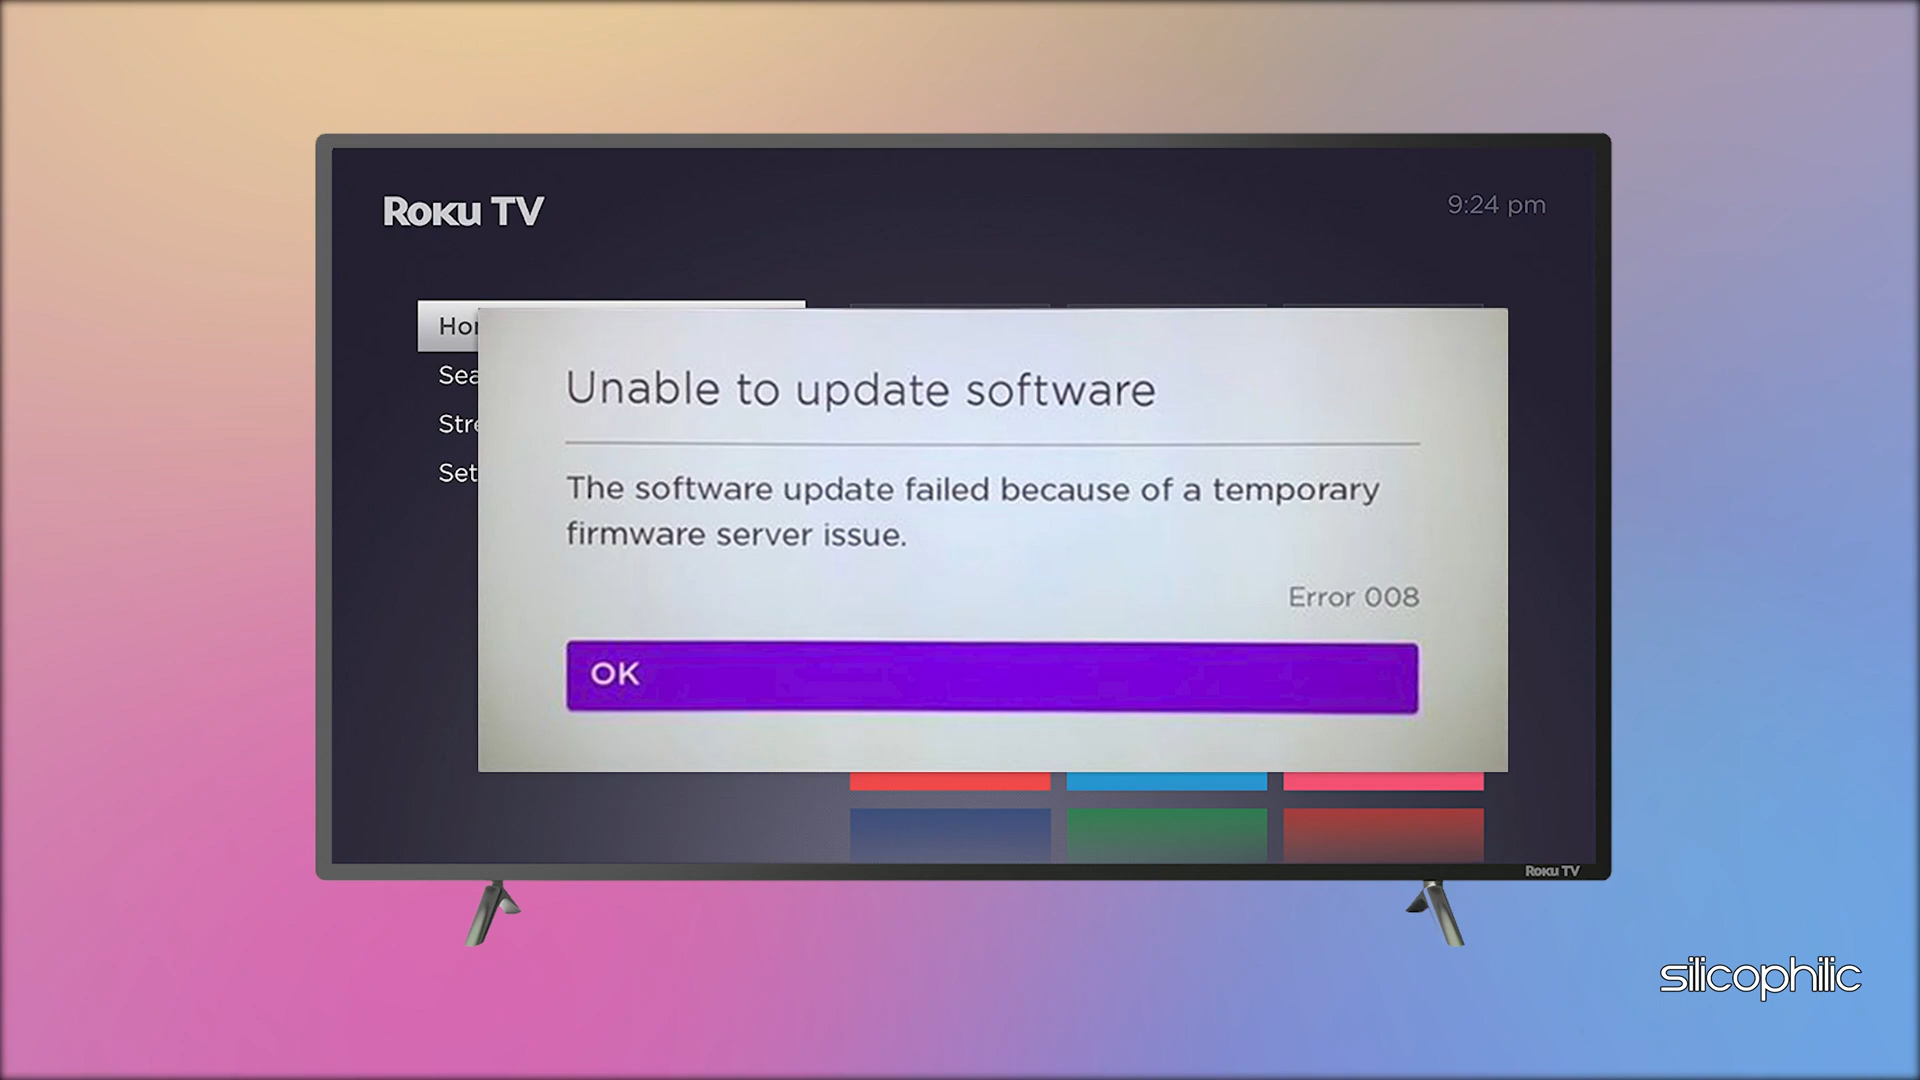 Roku TV
9:24 pm
Hor
Sea
Stre
Set
Unable to update software
The software update failed because of a temporary
firmware server issue.
Error 008
OK
Roku TV
silicophilic